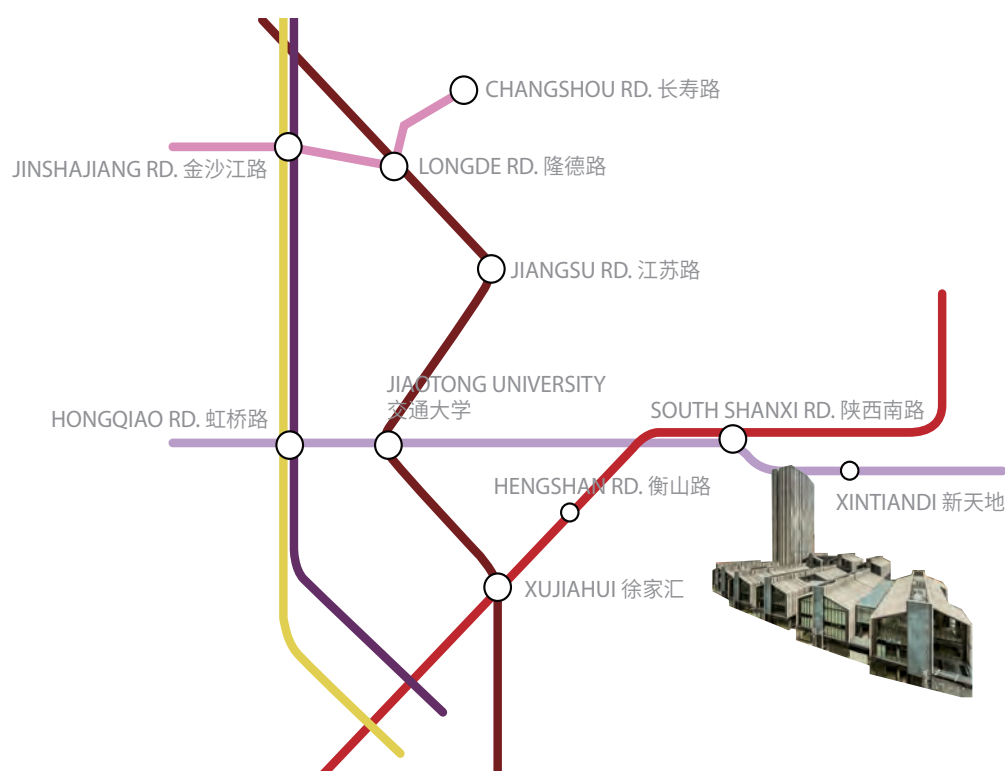 CHANGSHOU RD. 长寿路
JINSHAJIANG RD. 金沙江路
LONGDE RD. 隆德路
JIANGSU RD. 江苏路
JIAOTONG UNIVERSITY
交通大学
HONGQIAO RD. 虹桥路
SOUTH SHANXI RD. 陕西南路
HENGSHAN RD. 衡山路
XINTIANDI 新天地
XUJIAHUI 徐家汇